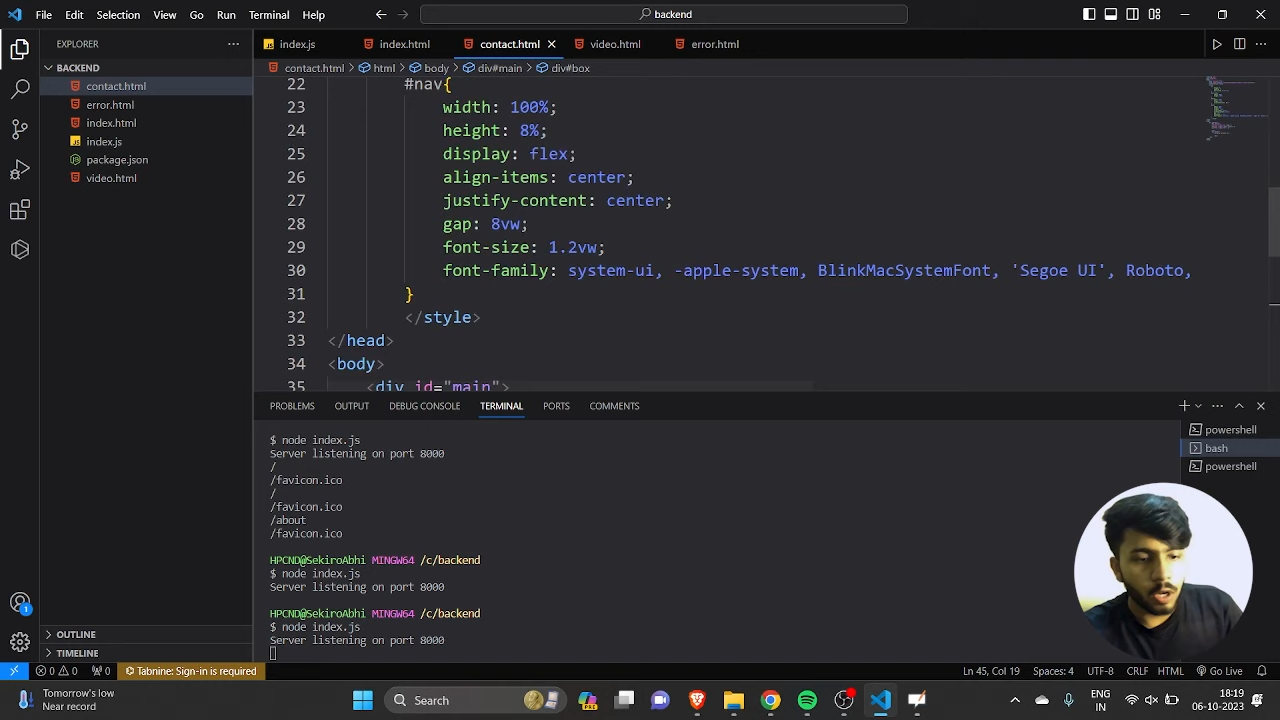 File Edit Selection View Go Run Terminal Help
backend
EXPLORER
BACKEND
contact.html
error.html
index.html
index.js
package.json
video.html
OUTLINE
TIMELINE
index.js index.html contact.html video.html error.html
contact.html > html > body > div#main > div#box
22 #nav{
23 width: 100%;
24 height: 8%;
25 display: flex;
26 align-items: center;
27 justify-content: center;
28 gap: 8vw;
29 font-size: 1.2vw;
30 font-family: system-ui, -apple-system, BlinkMacSystemFont, 'Segoe UI', Roboto,
31 }
32 </style>
33 </head>
34 <body>
35 <div id="main">
PROBLEMS OUTPUT DEBUG CONSOLE TERMINAL PORTS COMMENTS
$ node index.js
Server listening on port 8000
/
/favicon.ico
/
/favicon.ico
/about
/favicon.ico
HPCND@SekiroAbhi MINGW64 /c/backend
$ node index.js
Server listening on port 8000
HPCND@SekiroAbhi MINGW64 /c/backend
$ node index.js
Server listening on port 8000
powershell
bash
powershell
1
0 0 0 Tabnine: Sign-in is required Ln 45, Col 19 Spaces: 4 UTF-8 CRLF HTML Go Live
Tomorrow's low
Near record
Search
ENG
IN
18:19
06-10-2023